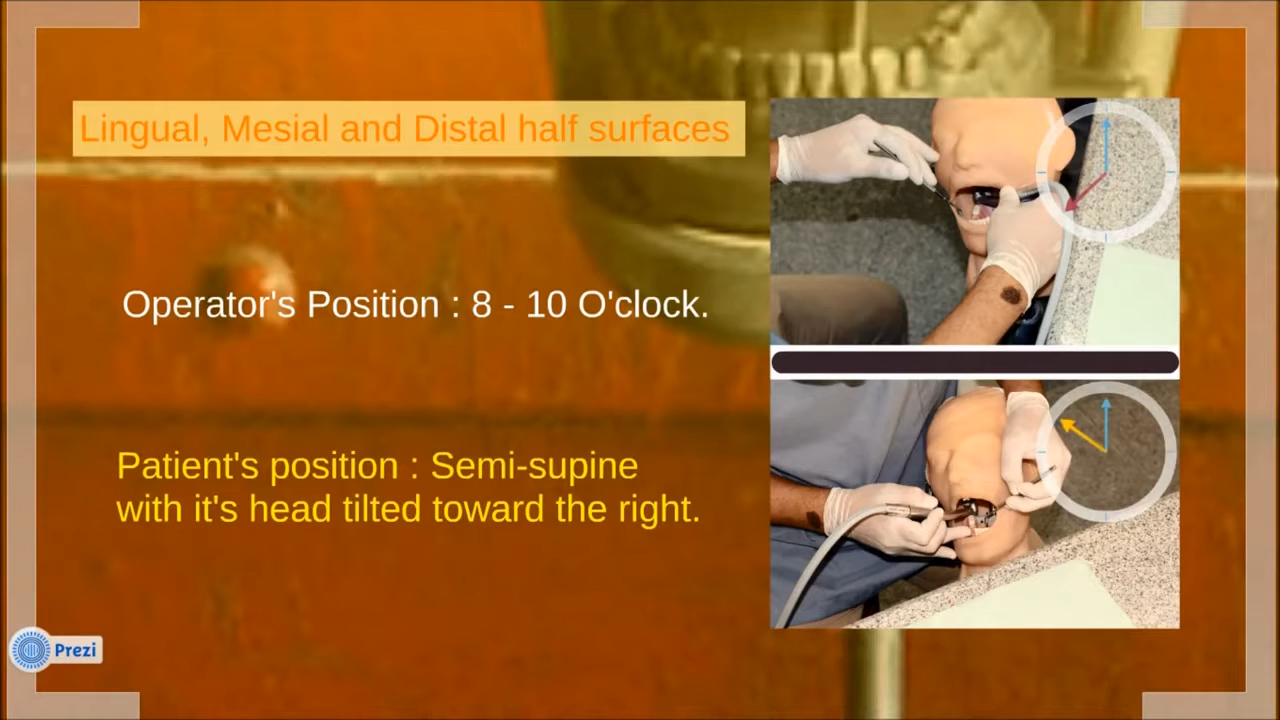 Lingual, Mesial and Distal half surfaces
Operator's Position : 8 - 10 O'clock.
Patient's position : Semi-supine
with it's head tilted toward the right.
Prezi